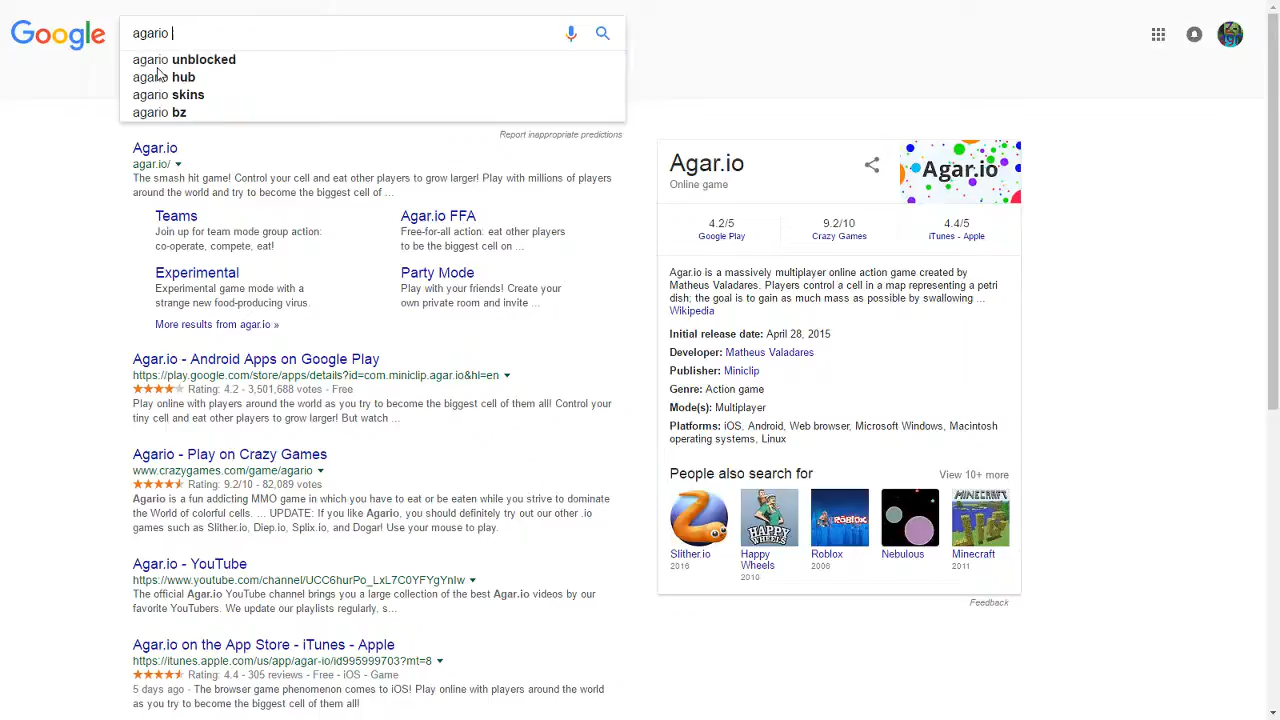 Google
agario
agario unblocked
agario hub
agario skins
agario bz
Report inappropriate predictions
Agar.io
agar.io/
The smash hit game! Control your cell and eat other players to grow larger! Play with millions of players
around the world and try to become the biggest cell of ...
Teams
Join up for team mode group action:
co-operate, compete, eat!
Agar.io FFA
Free-for-all action: eat other players
to be the biggest cell on ...
Experimental
Experimental game mode with a
strange new food-producing virus.
Party Mode
Play with your friends! Create your
own private room and invite ...
More results from agar.io »
Agar.io - Android Apps on Google Play
https://play.google.com/store/apps/details?id=com.miniclip.agar.io&hl=en
Rating: 4.2 - 3,501,688 votes - Free
Play online with players around the world as you try to become the biggest cell of them all! Control your
tiny cell and eat other players to grow larger! But watch ...
Agario - Play on Crazy Games
www.crazygames.com/game/agario
Rating: 9.2/10 - 82,089 votes
Agario is a fun addicting MMO game in which you have to eat or be eaten while you strive to dominate
the World of colorful cells. ... UPDATE: If you like Agario, you should definitely try out our other .io
games such as Slither.io, Diep.io, Splix.io, and Dogar! Use your mouse to play.
Agar.io - YouTube
https://www.youtube.com/channel/UCC6hurPo_LxL7C0YFYgYnIw
The official Agar.io YouTube channel brings you a large collection of the best Agar.io videos by our
favorite YouTubers. We update our playlists regularly, s...
Agar.io on the App Store - iTunes - Apple
https://itunes.apple.com/us/app/agar-io/id995999703?mt=8
Rating: 4.4 - 305 reviews - Free - iOS - Game
5 days ago - The browser game phenomenon comes to iOS! Play online with players around the world
as you try to become the biggest cell of them all!
Agar.io
Online game
Agar.io
4.2/5
Google Play
9.2/10
Crazy Games
4.4/5
iTunes - Apple
Agar.io is a massively multiplayer online action game created by
Matheus Valadares. Players control a cell in a map representing a petri
dish; the goal is to gain as much mass as possible by swallowing ...
Wikipedia
Initial release date: April 28, 2015
Developer: Matheus Valadares
Publisher: Miniclip
Genre: Action game
Mode(s): Multiplayer
Platforms: iOS, Android, Web browser, Microsoft Windows, Macintosh
operating systems, Linux
People also search for
View 10+ more
HAPPY
WHEELS
ROBLOX
MINECRAFT
Slither.io
2016
Happy
Wheels
2010
Roblox
2006
Nebulous
Minecraft
2011
Feedback